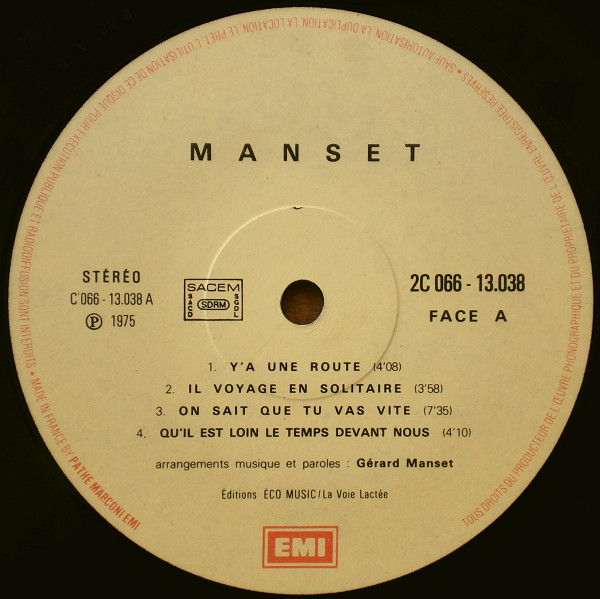 MANSET
STÉRÉO
C 066 - 13.038 A
Ⓟ 1975
SACEM
SACD
SDRM
SGDL
2C 066 - 13.038
FACE A
1. Y'A UNE ROUTE (4'08)
2. IL VOYAGE EN SOLITAIRE (3'58)
3. ON SAIT QUE TU VAS VITE (7'35)
4. QU'IL EST LOIN LE TEMPS DEVANT NOUS (4'10)
arrangements musique et paroles : Gérard Manset
Éditions ÉCO MUSIC/La Voie Lactée
EMI
TOUS DROITS DU PRODUCTEUR DE L'ŒUVRE PHONOGRAPHIQUE ET DU PROPRIÉTAIRE DE L'ŒUVRE ENREGISTRÉE RÉSERVÉS • SAUF AUTORISATION, LA DUPLICATION, LA LOCATION, LE PRÊT, L'UTILISATION DE CE DISQUE POUR EXÉCUTION PUBLIQUE ET RADIODIFFUSION SONT INTERDITS • MADE IN FRANCE BY PATHE MARCONI EMI